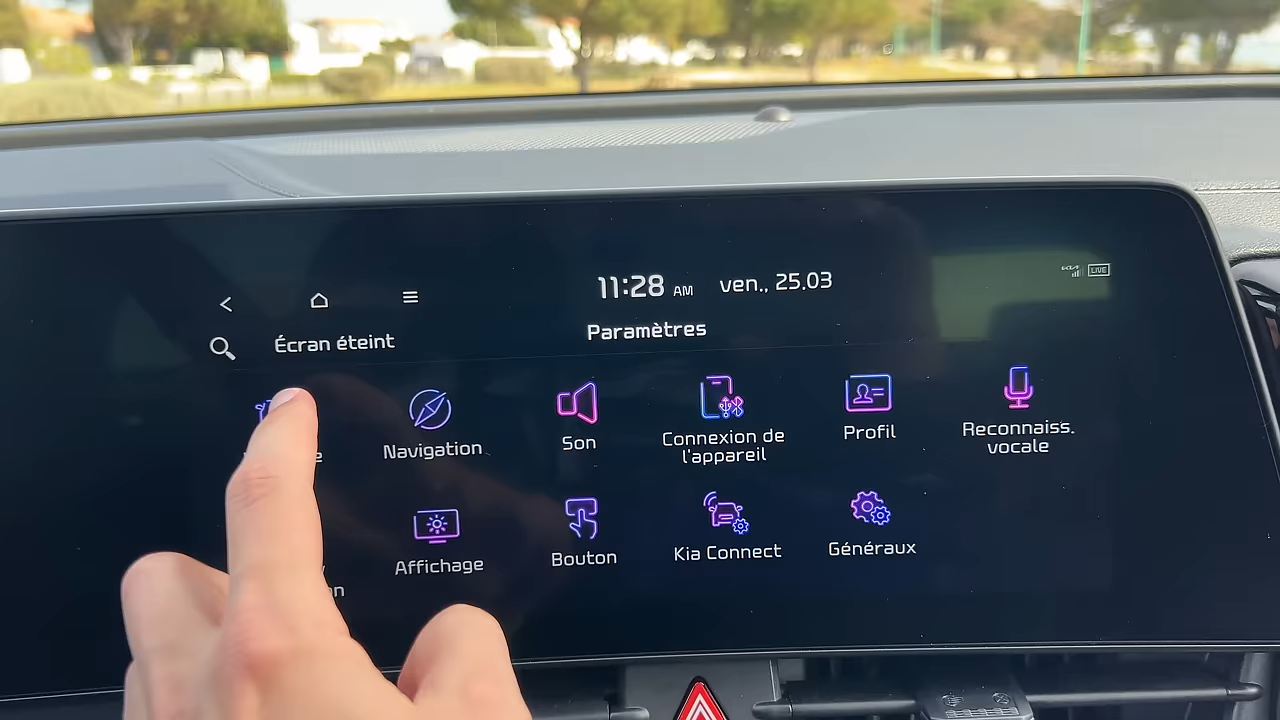 11:28 AM ven., 25.03
LIVE
Écran éteint
Paramètres
Navigation
Son
Connexion de
l'appareil
Profil
Reconnaiss.
vocale
Affichage
Bouton
Kia Connect
Généraux